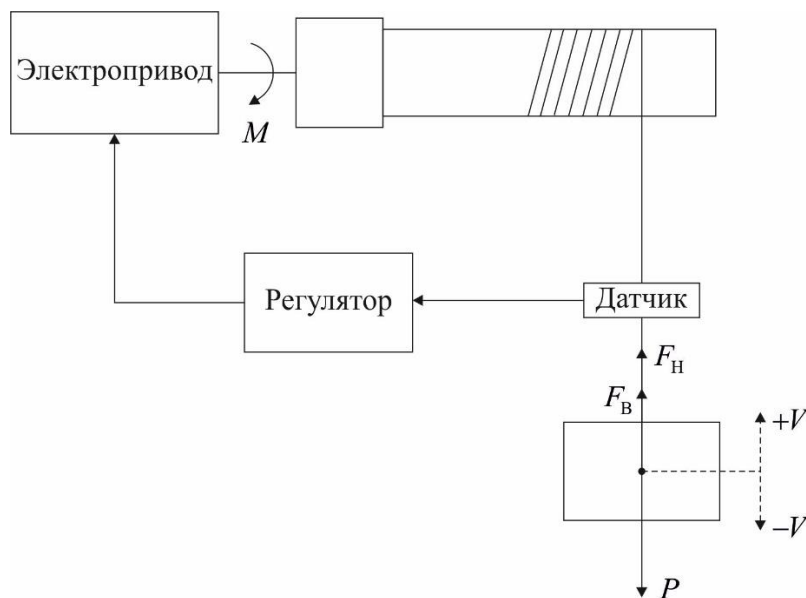 Электропривод
M
Регулятор
Датчик
Fн
Fв
+V
–V
P